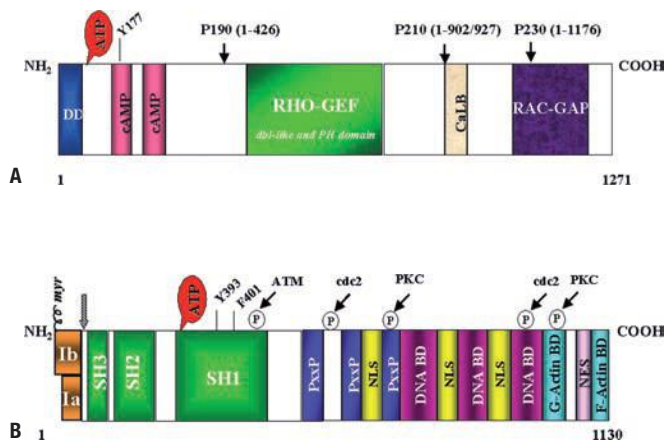 ATP
Y177
P190 (1-426)
P210 (1-902/927)
P230 (1-1176)
NH2
COOH
DD
cAMP
cAMP
RHO-GEF
dbl-like and PH domain
CaLB
RAC-GAP
A
1
1271
myr
ATP
Y393
F401
P
ATM
P
cdc2
P
PKC
P
cdc2
P
PKC
NH2
COOH
Ib
Ia
SH3
SH2
SH1
PxxP
PxxP
NLS
PxxP
DNA BD
NLS
DNA BD
NLS
DNA BD
G-Actin BD
NES
F-Actin BD
B
1
1130